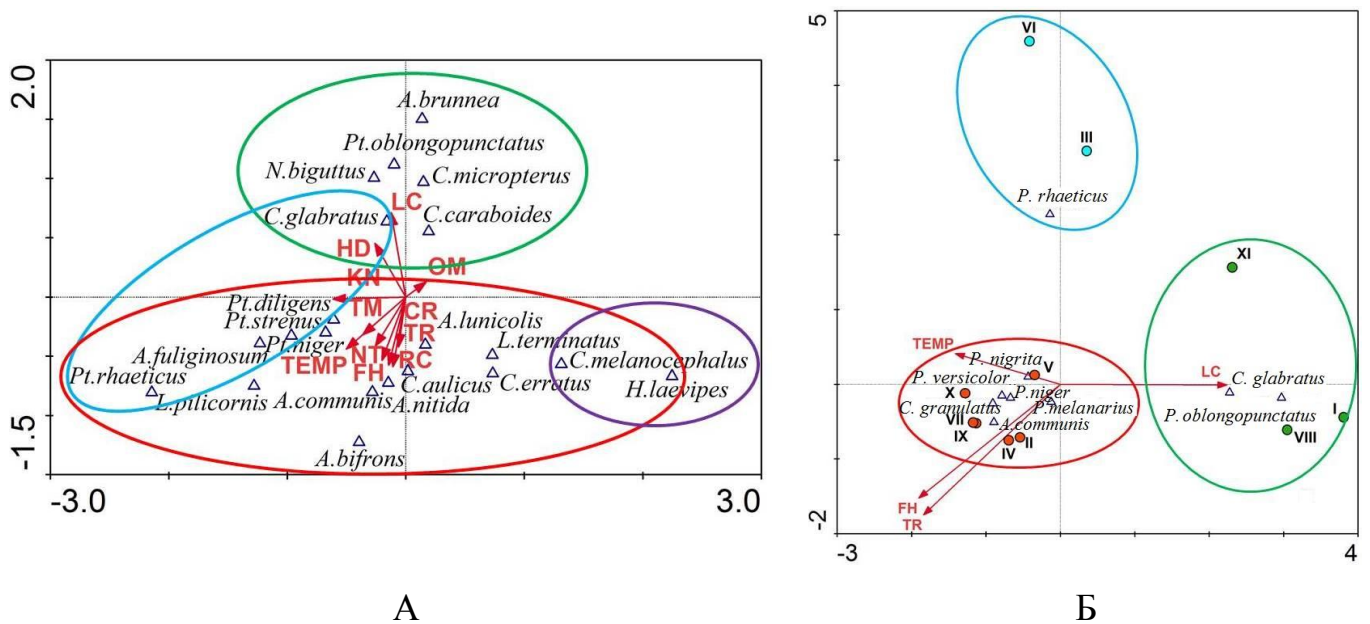 2.0
A.brunnea
Pt.oblongopunctatus
N.biguttus
C.micropterus
LC
C.glabratus
C.caraboides
HD
OM
KN
Pt.diligens
TM
CR
A.lunicolis
Pt.strenus
TR
L.terminatus
A.fuliginosum
TEMP
NT
RC
C.melanocephalus
Pt.rhaeticus
FH
C.aulicus
C.erratus
H.laevipes
L.pilicornis
A.communis
A.nitida
A.bifrons
-1.5
-3.0
3.0
А
5
VI
III
P. rhaeticus
XI
TEMP
P. nigrita
V
LC
C. glabratus
P. versicolor
X
P.niger
C. granulatus
P.melanarius
P. oblongopunctatus
I
VII
A.communis
VIII
IX
IV
II
FH
TR
-2
-3
4
Б